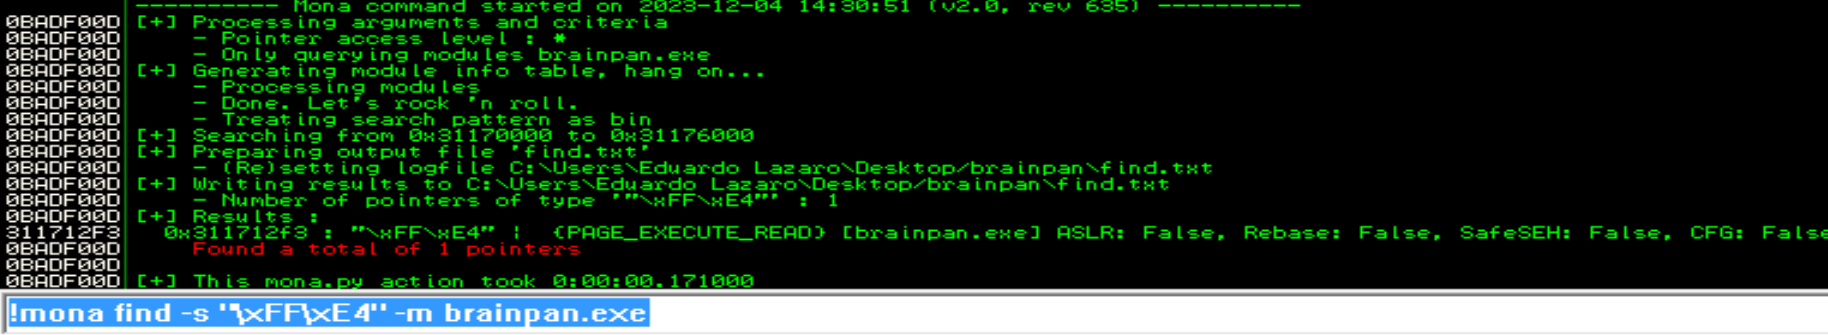 ---------- Mona command started on 2023-12-04 14:30:51 (v2.0, rev 635) ----------
0BADF00D [+] Processing arguments and criteria
0BADF00D     - Pointer access level : *
0BADF00D     - Only querying modules brainpan.exe
0BADF00D [+] Generating module info table, hang on...
0BADF00D     - Processing modules
0BADF00D     - Done. Let's rock 'n roll.
0BADF00D     - Treating search pattern as bin
0BADF00D [+] Searching from 0x31170000 to 0x31176000
0BADF00D [+] Preparing output file 'find.txt'
0BADF00D     - (Re)setting logfile C:\Users\Eduardo Lazaro\Desktop/brainpan\find.txt
0BADF00D [+] Writing results to C:\Users\Eduardo Lazaro\Desktop/brainpan\find.txt
0BADF00D     - Number of pointers of type '"\xFF\xE4"' : 1
0BADF00D [+] Results :
311712F3   0x311712f3 : "\xFF\xE4" |  {PAGE_EXECUTE_READ} [brainpan.exe] ASLR: False, Rebase: False, SafeSEH: False, CFG: False
0BADF00D     Found a total of 1 pointers
0BADF00D
0BADF00D [+] This mona.py action took 0:00:00.171000
!mona find -s "\xFF\xE4" -m brainpan.exe